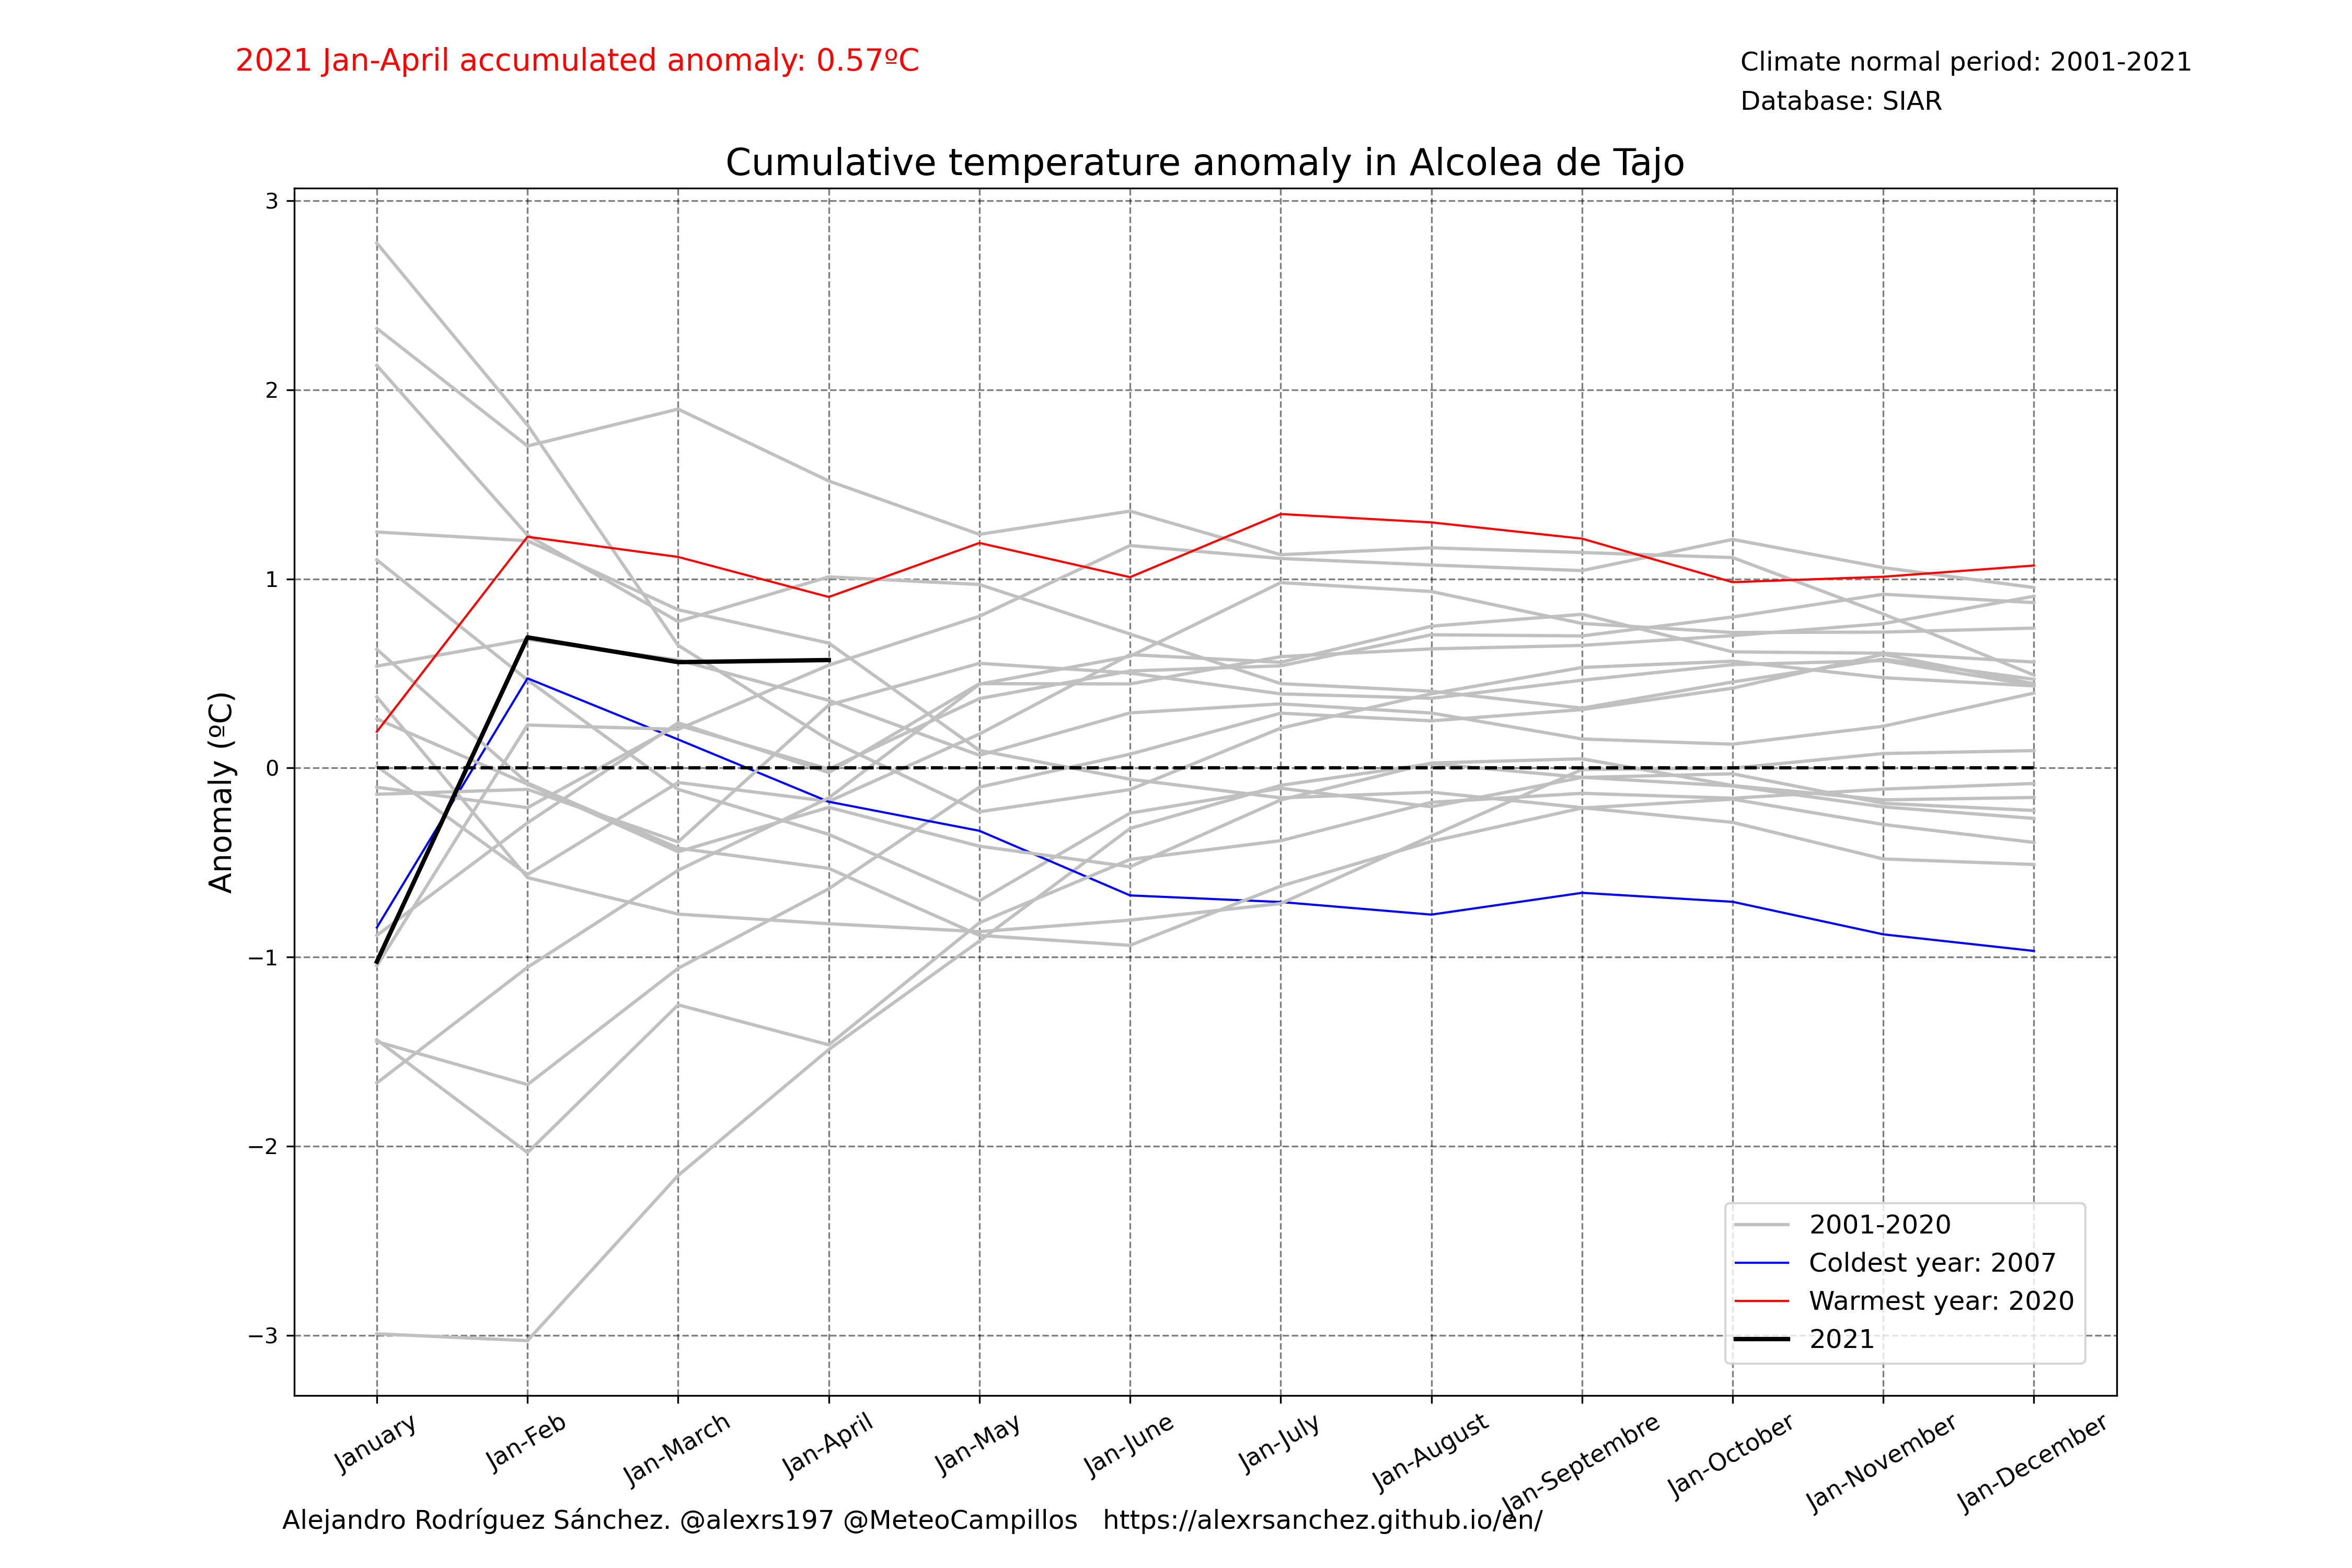 2021 Jan-April accumulated anomaly: 0.57ºC
Climate normal period: 2001-2021
Database: SIAR
Cumulative temperature anomaly in Alcolea de Tajo
Anomaly (ºC)
3
2
1
0
−1
−2
−3
2001-2020
Coldest year: 2007
Warmest year: 2020
2021
January
Jan-Feb
Jan-March
Jan-April
Jan-May
Jan-June
Jan-July
Jan-August
Jan-Septembre
Jan-October
Jan-November
Jan-December
Alejandro Rodríguez Sánchez. @alexrs197 @MeteoCampillos https://alexrsanchez.github.io/en/